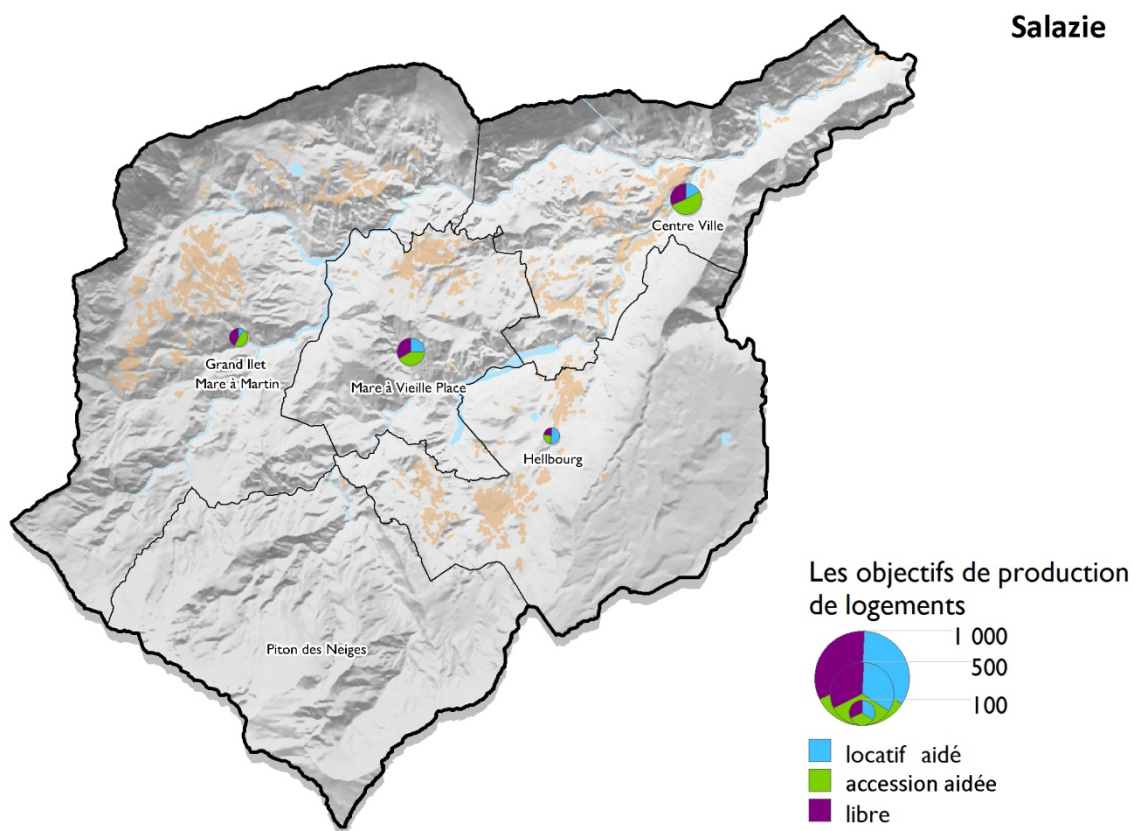 Salazie
Centre Ville
Grand Ilet
Mare à Martin
Mare à Vieille Place
Hellbourg
Piton des Neiges
Les objectifs de production
de logements
1 000
500
100
locatif aidé
accession aidée
libre